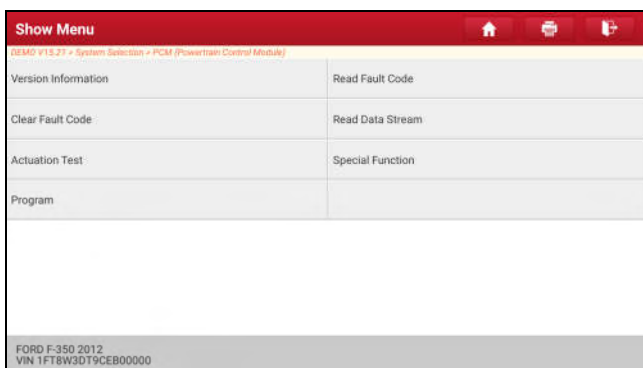 Show Menu
DEMO V15.21 > System Selection > PCM (Powertrain Control Module)
Version Information
Read Fault Code
Clear Fault Code
Read Data Stream
Actuation Test
Special Function
Program
FORD F-350 2012
VIN 1FT8W3DT9CEB00000